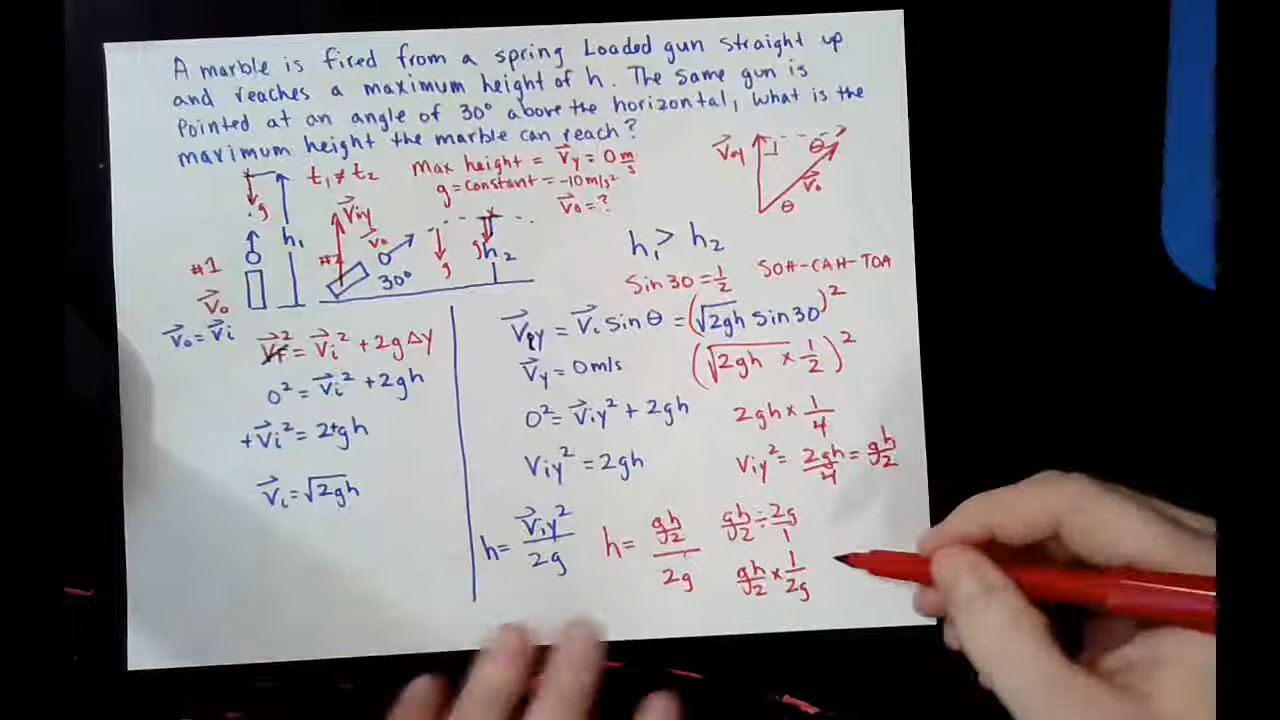 A marble is fired from a spring Loaded gun straight up
and reaches a maximum height of h. The same gun is
Pointed at an angle of 30° above the horizontal, what is the
maximum height the marble can reach?
t₁ ≠ t₂
Max height = V⃗y = 0 m/s
g = constant = -10 m/s²
V⃗o = ?
V⃗oy
θ
V⃗o
θ
g
h₁
#1
V⃗o
V⃗iy
V⃗o
30°
g
g
h₂
h₁ > h₂
Sin 30 = 1/2
SOH-CAH-TOA
V⃗o = V⃗i
V⃗f² = V⃗i² + 2gΔy
0² = V⃗i² + 2gh
+V⃗i² = 2+gh
V⃗i = √2gh
V⃗iy = V⃗i sin θ = (√2gh sin 30)²
V⃗y = 0 m/s
(√2gh × 1/2)²
0² = V⃗iy² + 2gh
2gh × 1/4
Viy² = 2gh
Viy² = 2gh/4 = gh/2
h = V⃗iy²/2g
h = gh/2 / 2g
gh/2 ÷ 2g/1
gh/2 × 1/2g